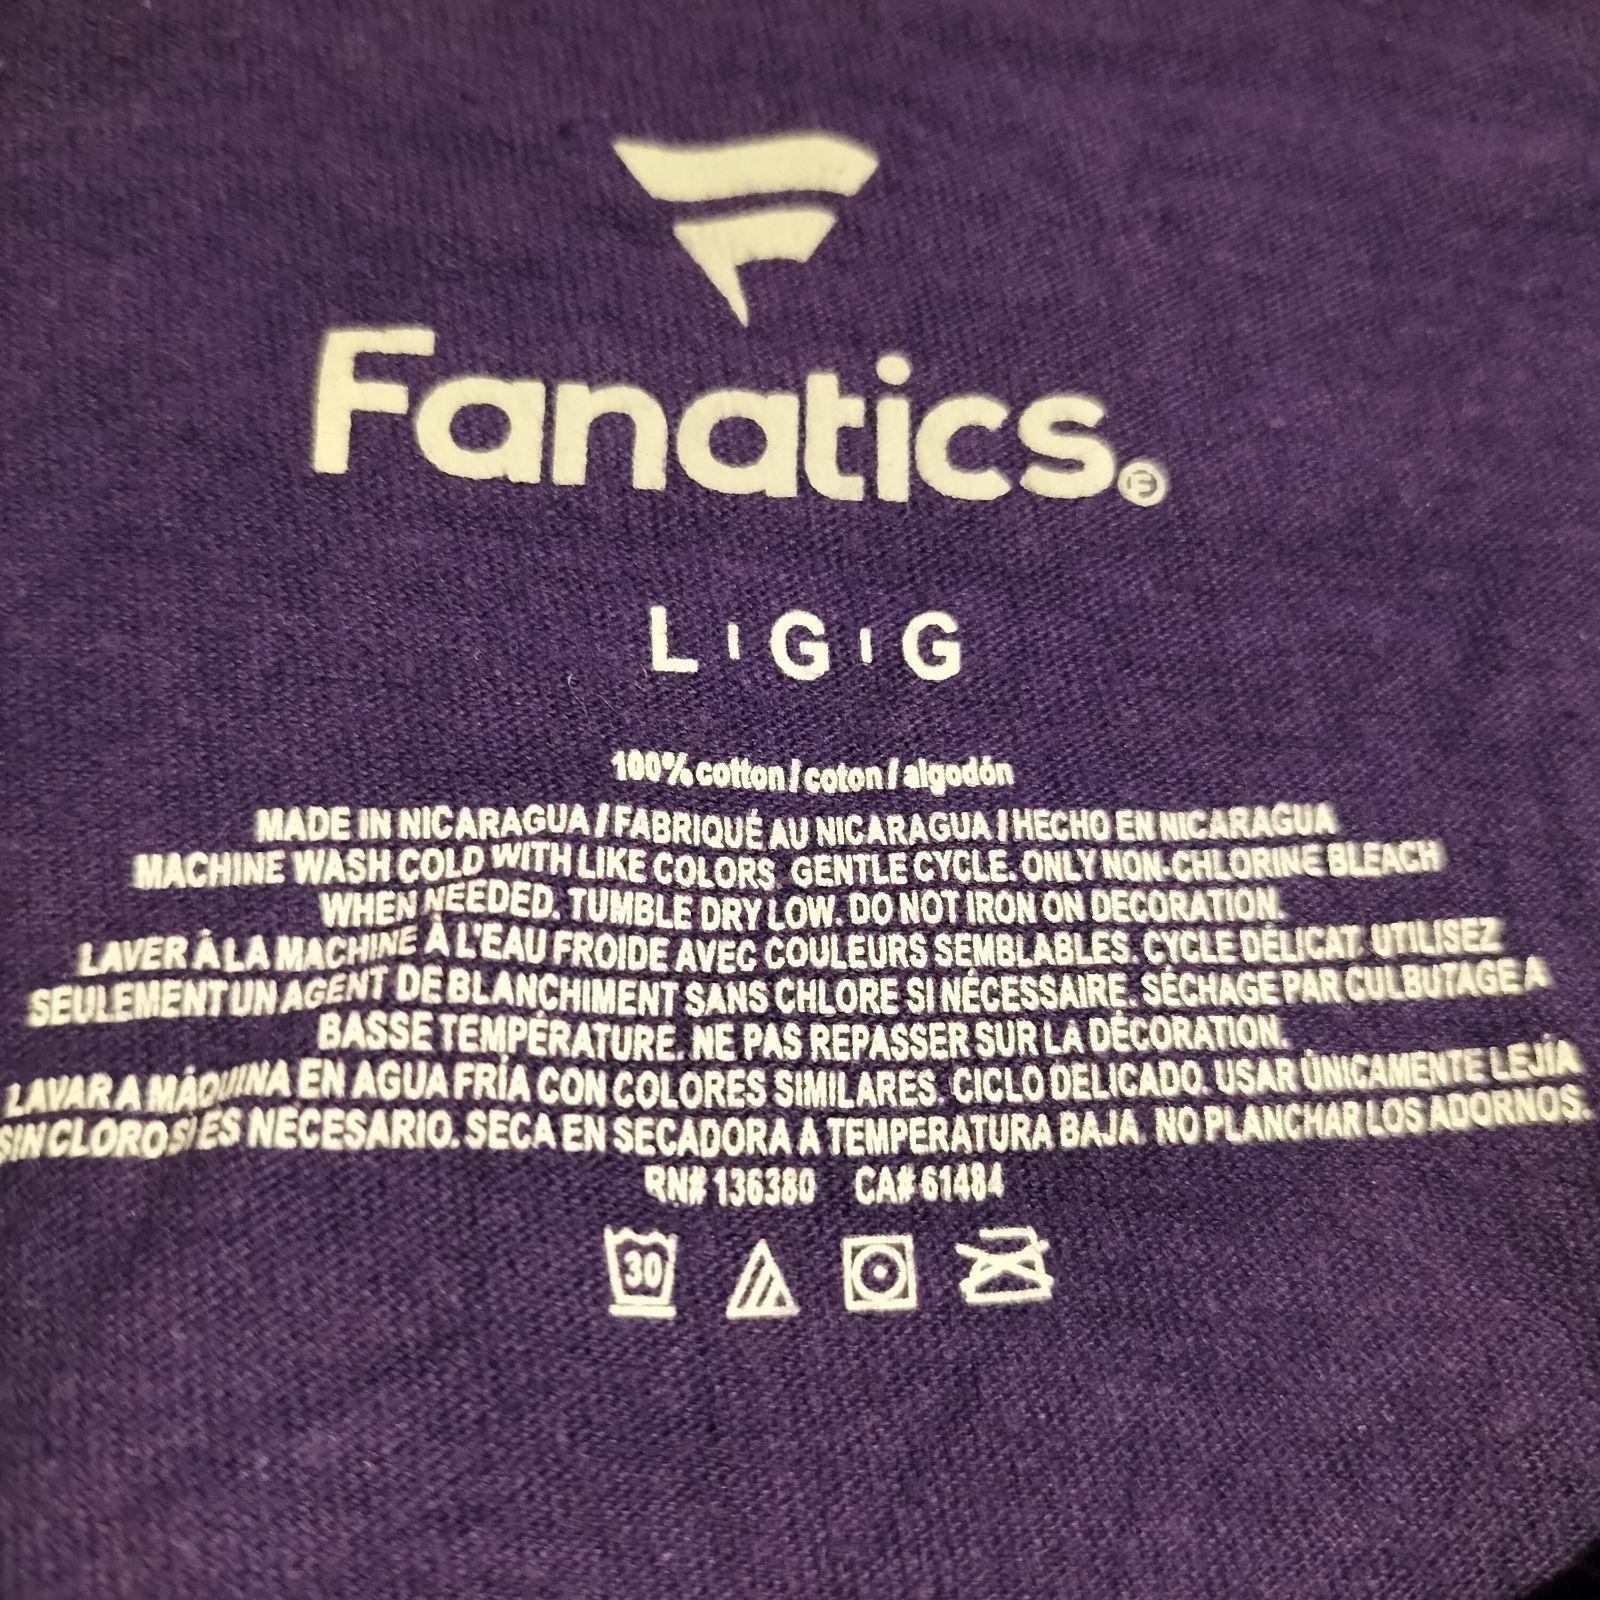 Fanatics®
L | G | G
100% cotton / coton / algodón
MADE IN NICARAGUA / FABRIQUÉ AU NICARAGUA / HECHO EN NICARAGUA
MACHINE WASH COLD WITH LIKE COLORS. GENTLE CYCLE. ONLY NON-CHLORINE BLEACH
WHEN NEEDED. TUMBLE DRY LOW. DO NOT IRON ON DECORATION.
LAVER À LA MACHINE À L'EAU FROIDE AVEC COULEURS SEMBLABLES. CYCLE DÉLICAT. UTILISEZ
SEULEMENT UN AGENT DE BLANCHIMENT SANS CHLORE SI NÉCESSAIRE. SÉCHAGE PAR CULBUTAGE A
BASSE TEMPÉRATURE. NE PAS REPASSER SUR LA DÉCORATION.
LAVAR A MÁQUINA EN AGUA FRÍA CON COLORES SIMILARES. CICLO DELICADO. USAR ÚNICAMENTE LEJÍA
SIN CLORO SI ES NECESARIO. SECA EN SECADORA A TEMPERATURA BAJA. NO PLANCHAR LOS ADORNOS.
RN# 136380 CA# 61484
30